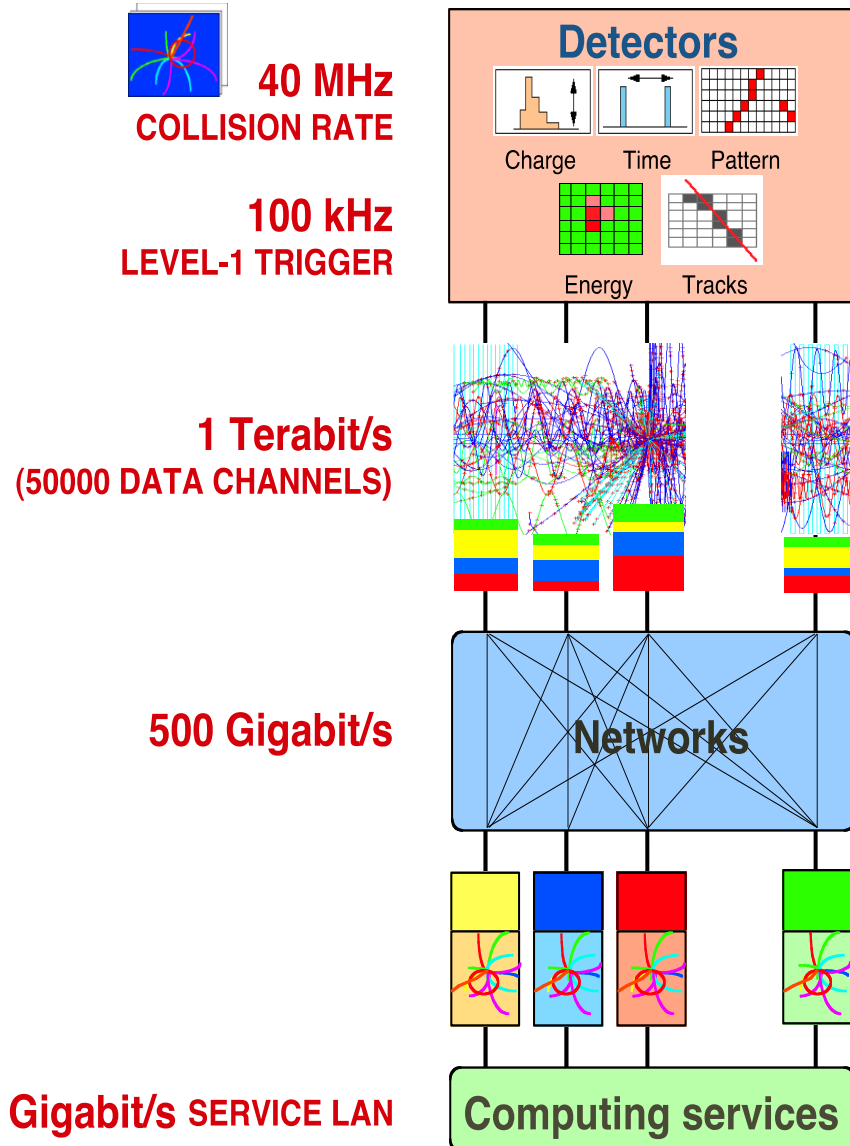 40 MHz
COLLISION RATE
100 kHz
LEVEL-1 TRIGGER
1 Terabit/s
(50000 DATA CHANNELS)
500 Gigabit/s
Gigabit/s SERVICE LAN
Detectors
Charge Time Pattern
Energy Tracks
Networks
Computing services